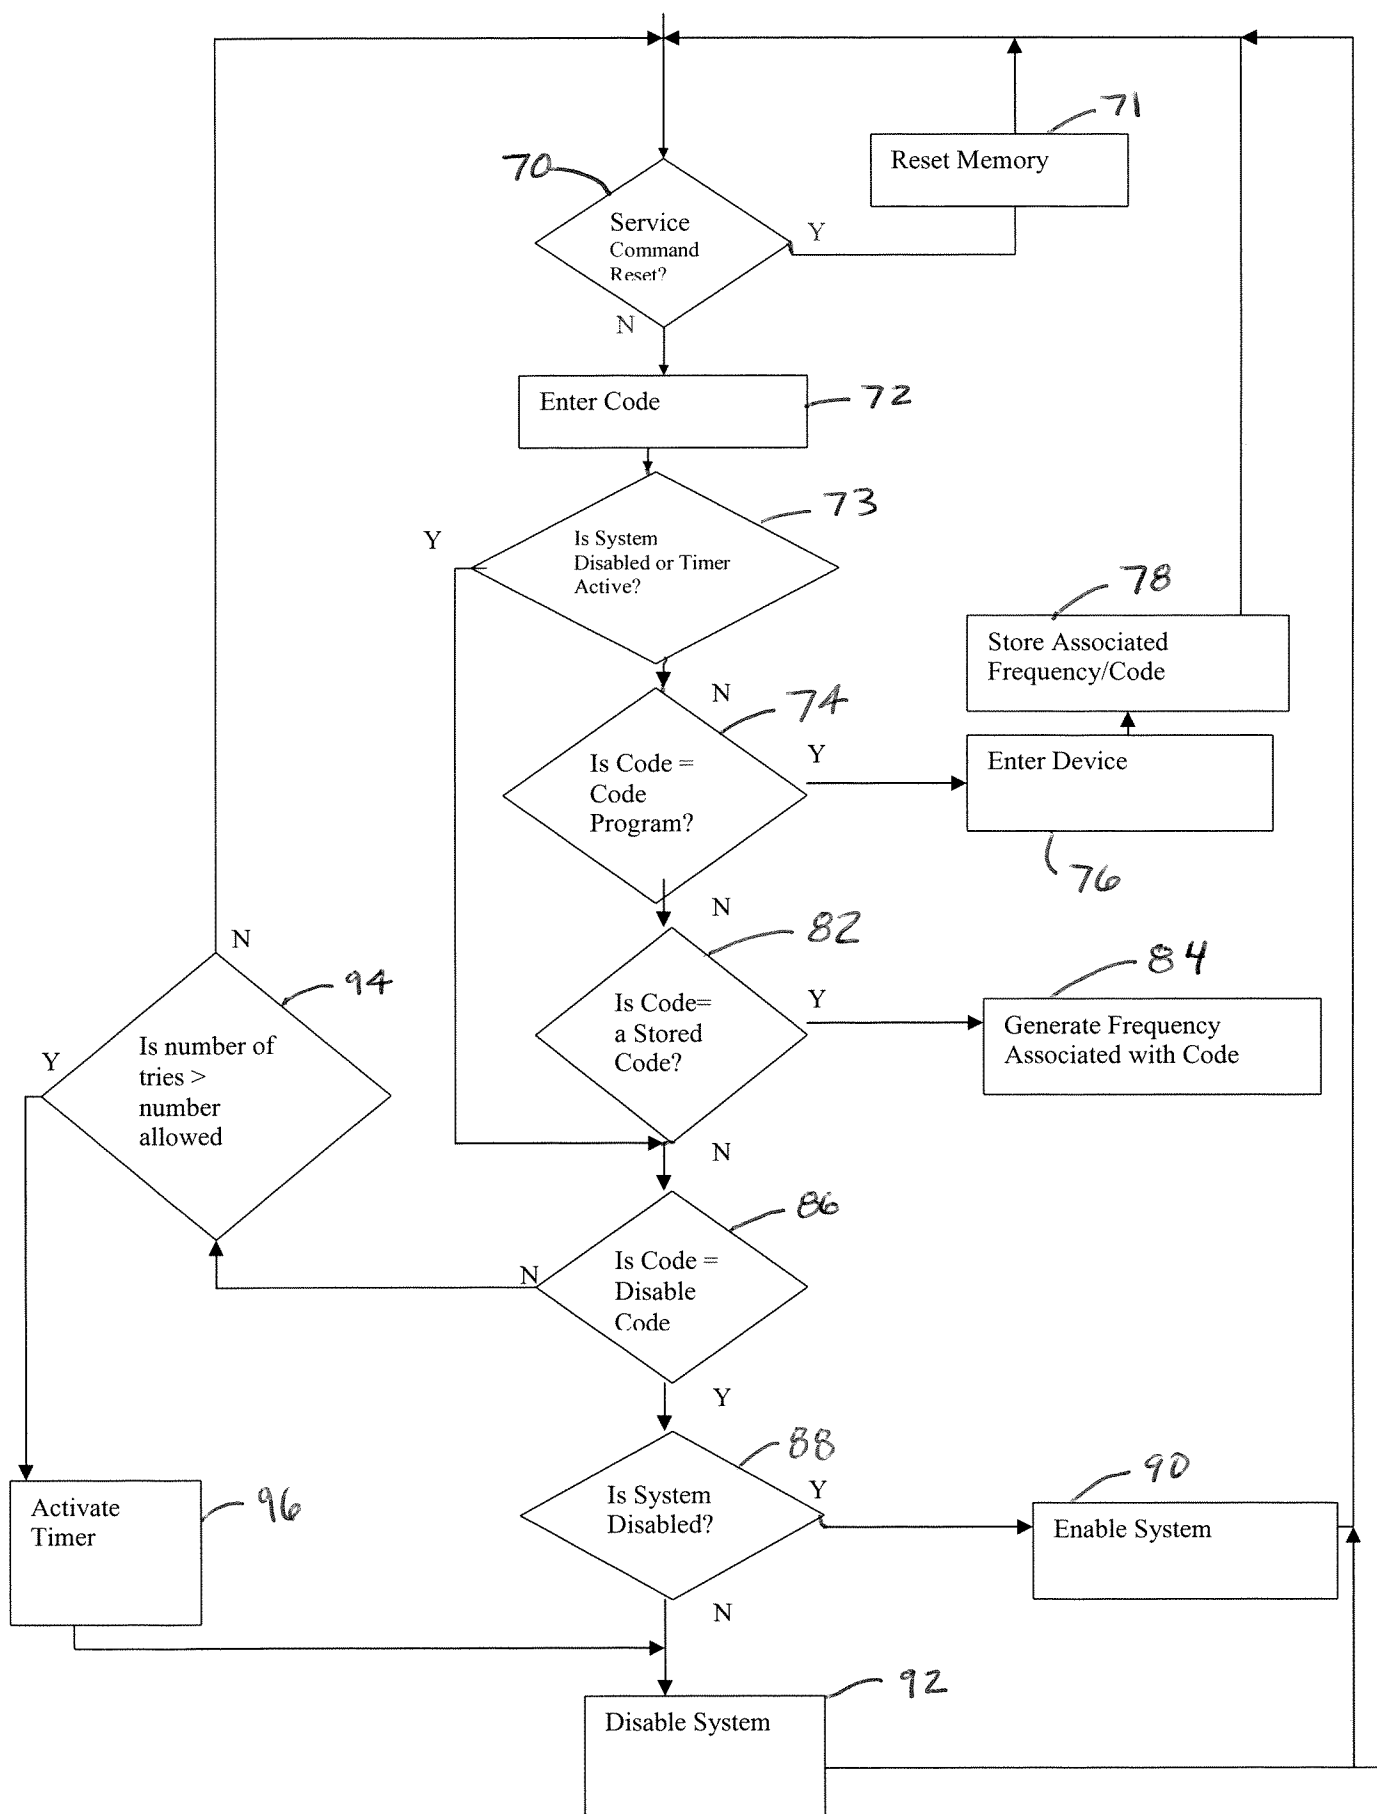 71
Reset Memory
70
Service
Command
Reset?
Y
N
Enter Code
72
73
Y
Is System
Disabled or Timer
Active?
78
Store Associated
Frequency/Code
N
74
Y
Is Code =
Code
Program?
Enter Device
76
N
82
N
94
84
Is Code=
a Stored
Code?
Y
Generate Frequency
Associated with Code
Y
Is number of
tries >
number
allowed
N
86
Is Code =
Disable
Code
N
Y
88
Is System
Disabled?
Y
90
Enable System
Activate
Timer
96
N
92
Disable System